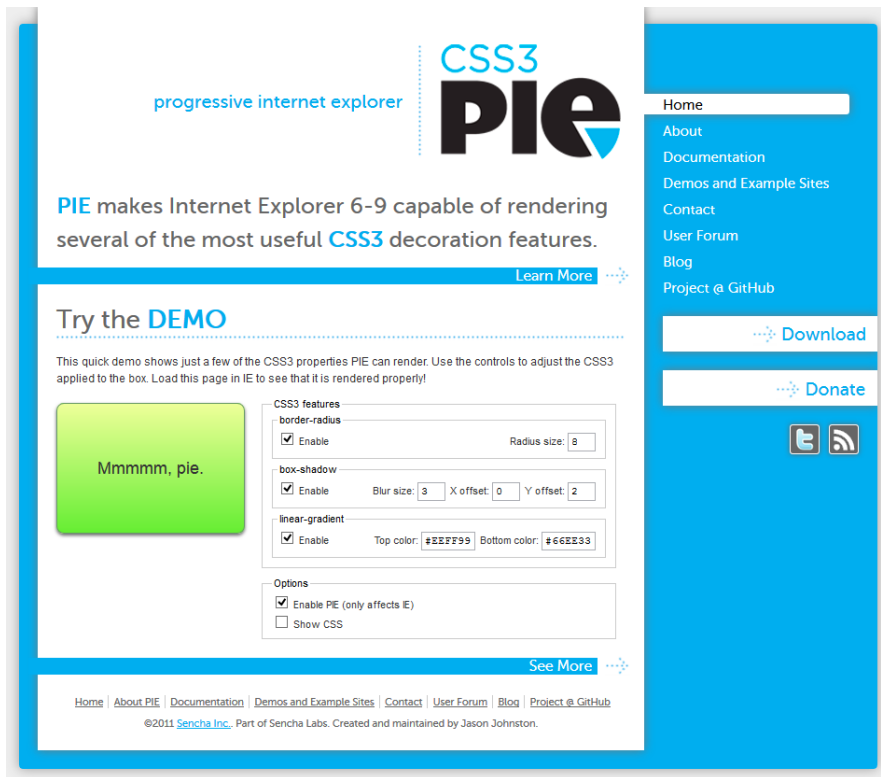 progressive internet explorer
CSS3
PIE
PIE makes Internet Explorer 6-9 capable of rendering
several of the most useful CSS3 decoration features.
Learn More
Try the DEMO
This quick demo shows just a few of the CSS3 properties PIE can render. Use the controls to adjust the CSS3
applied to the box. Load this page in IE to see that it is rendered properly!
Mmmmm, pie.
CSS3 features
border-radius
Enable Radius size: 8
box-shadow
Enable Blur size: 3 X offset: 0 Y offset: 2
linear-gradient
Enable Top color: #EEFF99 Bottom color: #66EE33
Options
Enable PIE (only affects IE)
Show CSS
See More
Home About PIE Documentation Demos and Example Sites Contact User Forum Blog Project @ GitHub
©2011 Sencha Inc.. Part of Sencha Labs. Created and maintained by Jason Johnston.
Home
About
Documentation
Demos and Example Sites
Contact
User Forum
Blog
Project @ GitHub
Download
Donate